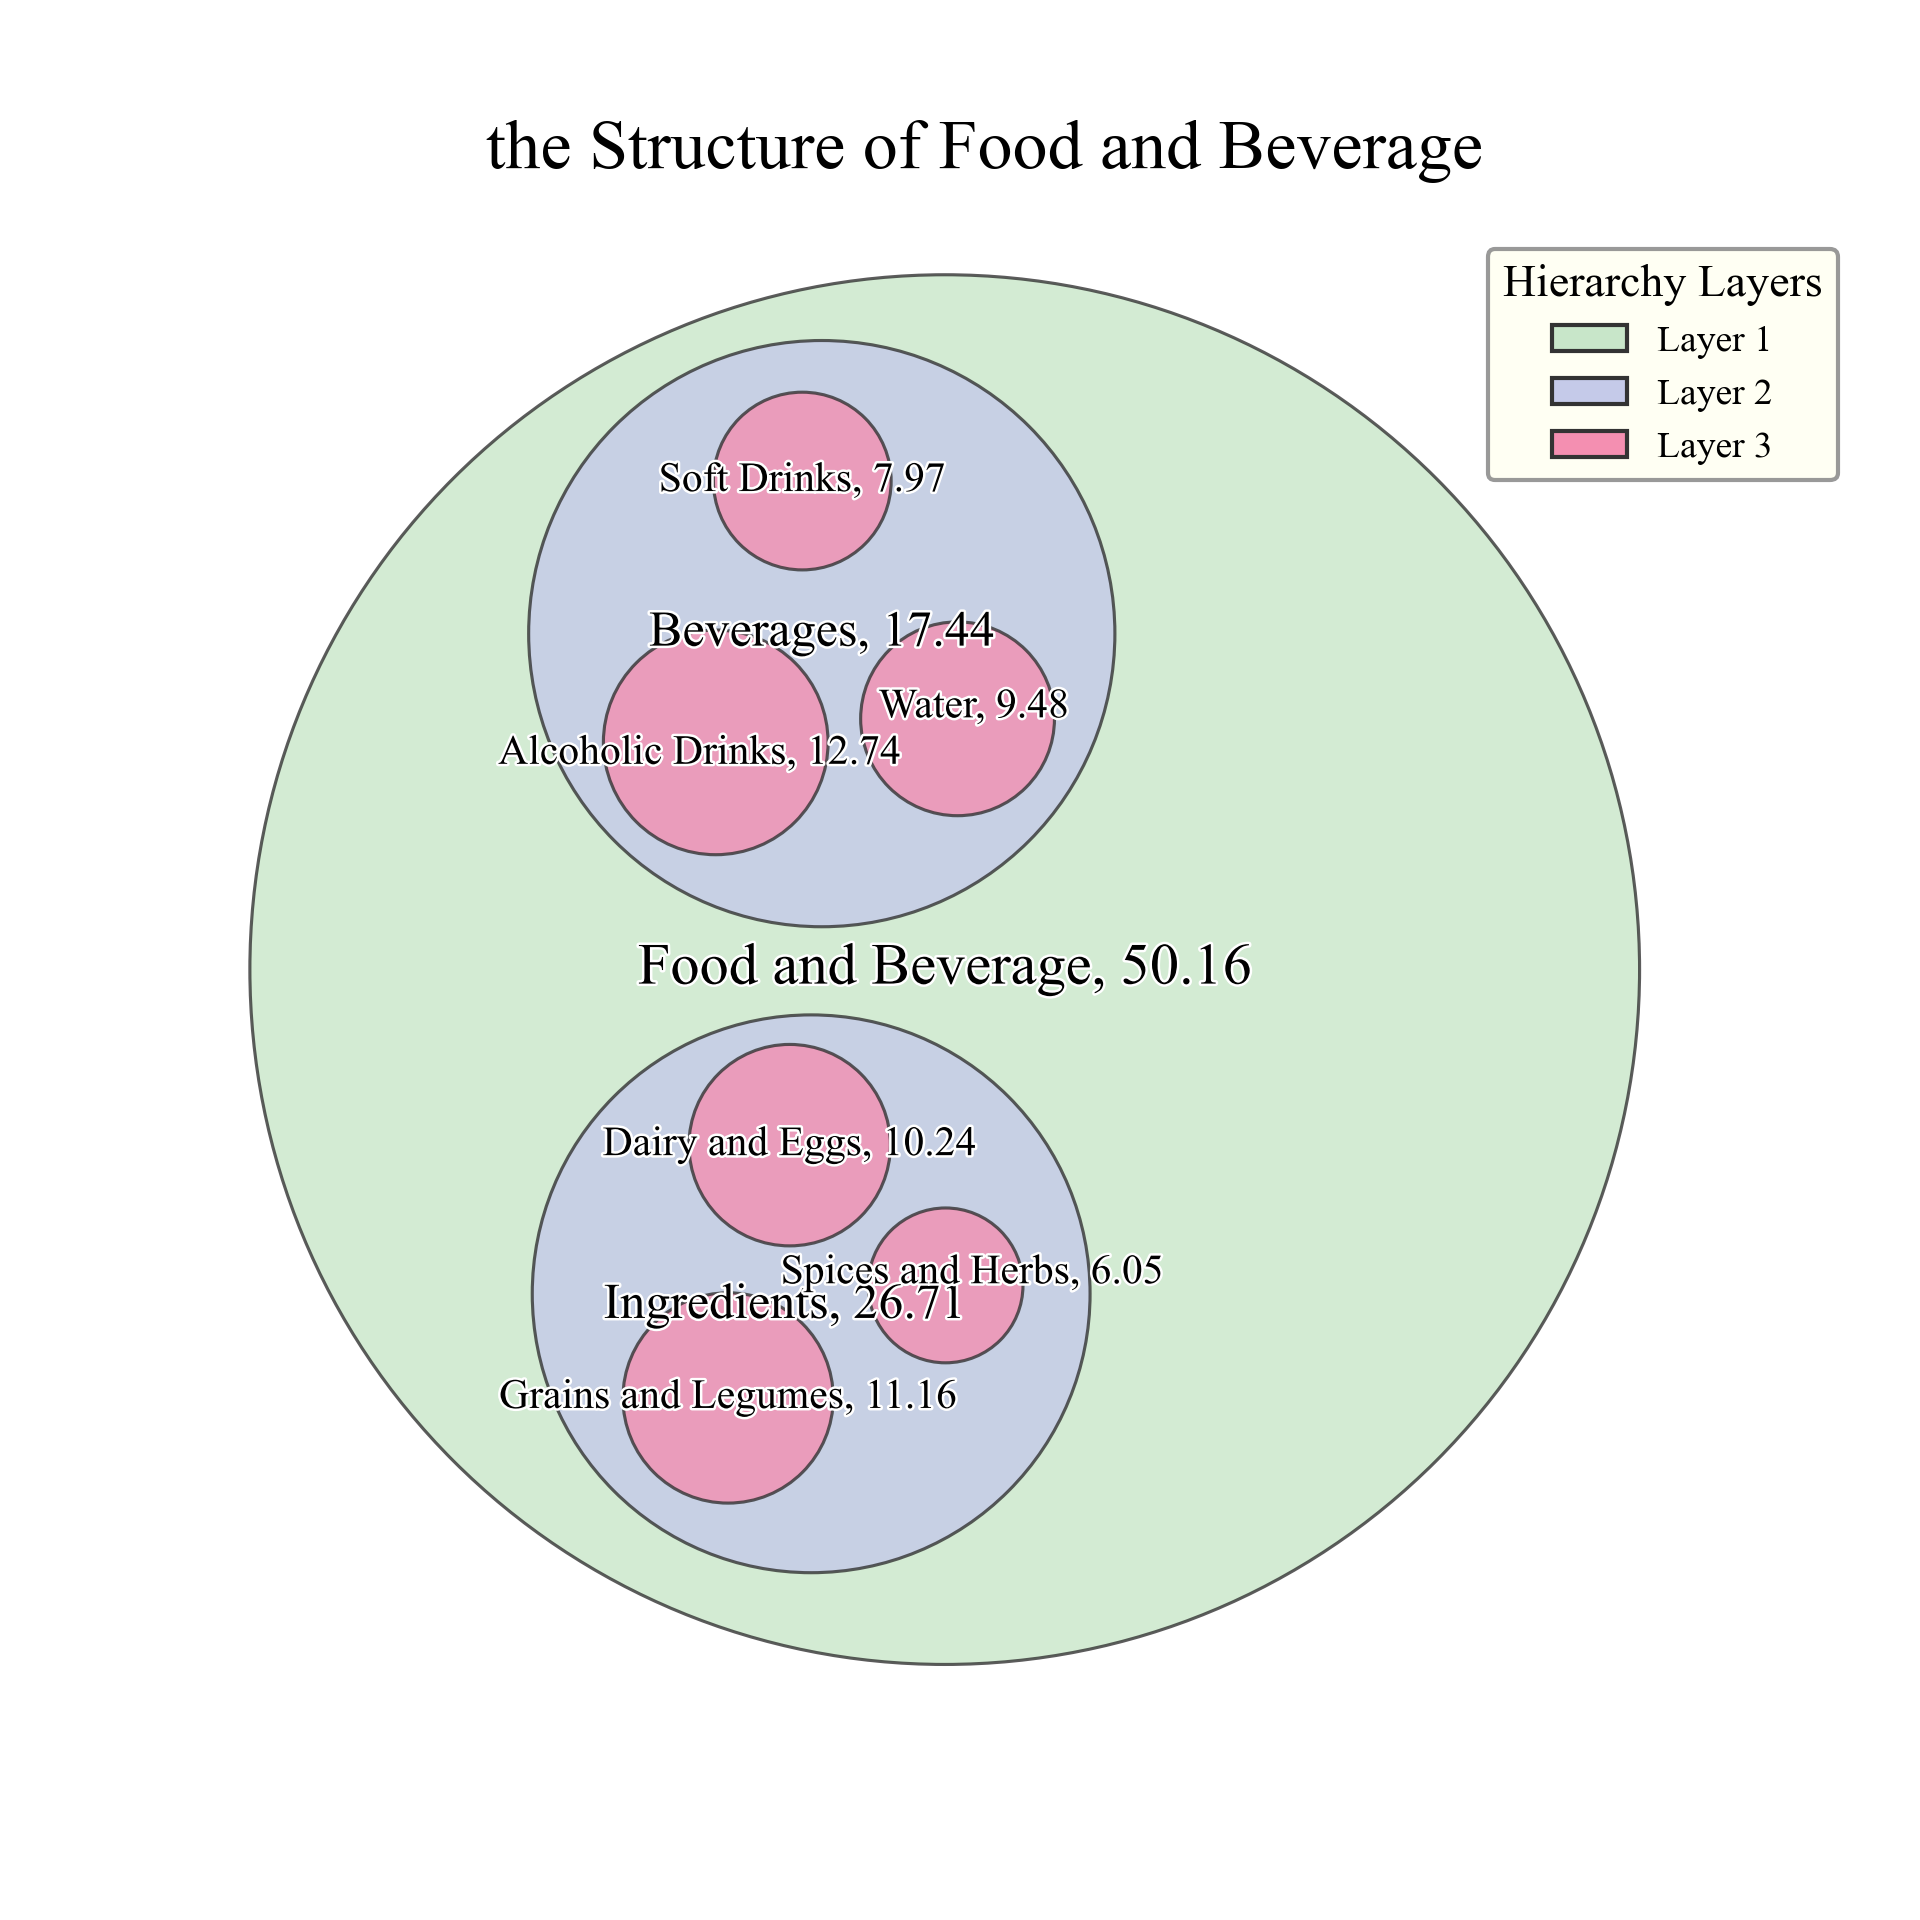 the Structure of Food and Beverage
Hierarchy Layers
Layer 1
Layer 2
Layer 3
Soft Drinks, 7.97
Beverages, 17.44
Water, 9.48
Alcoholic Drinks, 12.74
Food and Beverage, 50.16
Dairy and Eggs, 10.24
Spices and Herbs, 6.05
Ingredients, 26.71
Grains and Legumes, 11.16